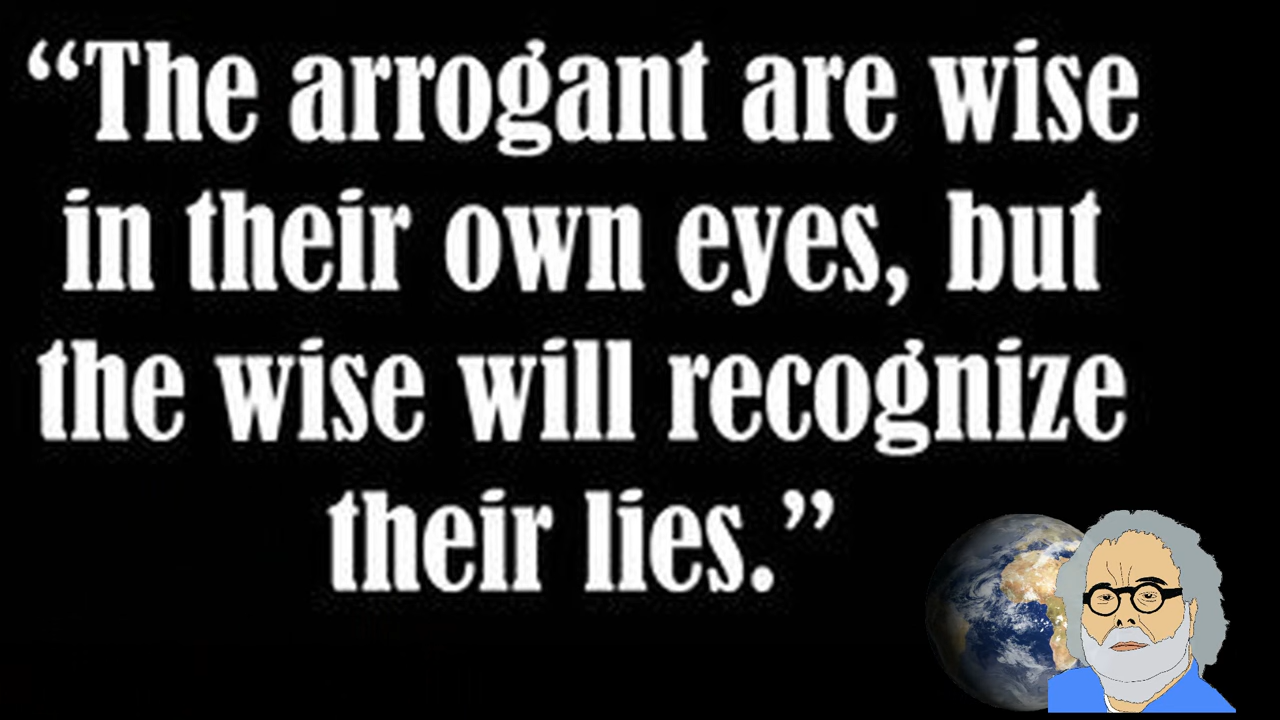 “The arrogant are wise
in their own eyes, but
the wise will recognize
their lies.”